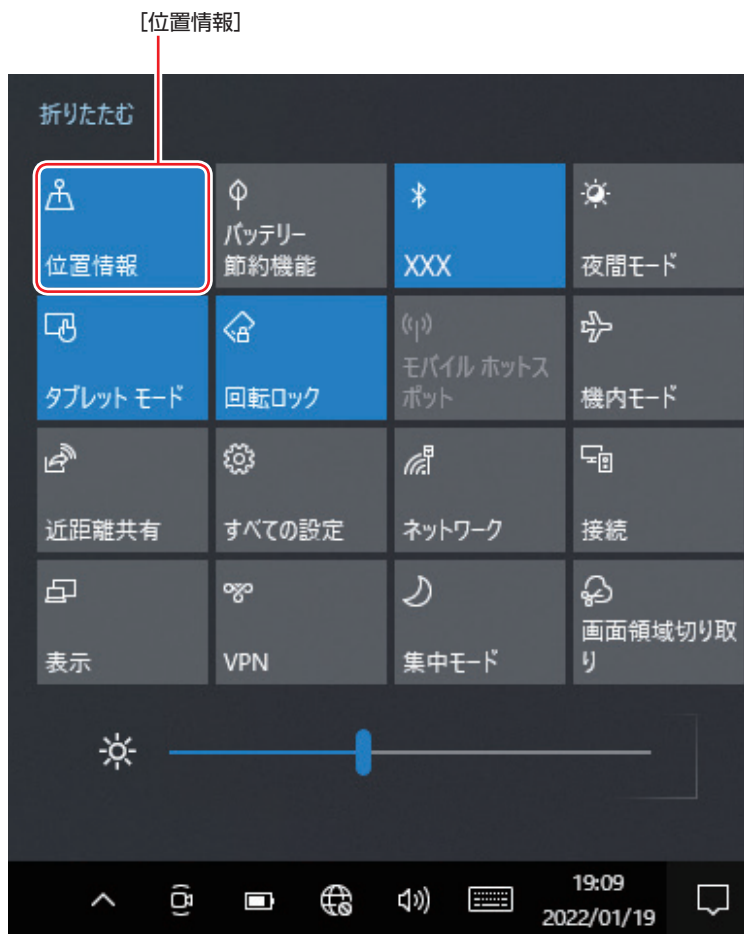 [位置情報]
折りたたむ
位置情報
バッテリー
節約機能
XXX
夜間モード
タブレット モード
回転ロック
モバイル ホットス
ポット
機内モード
近距離共有
すべての設定
ネットワーク
接続
表示
VPN
集中モード
画面領域切り取
り
19:09
2022/01/19